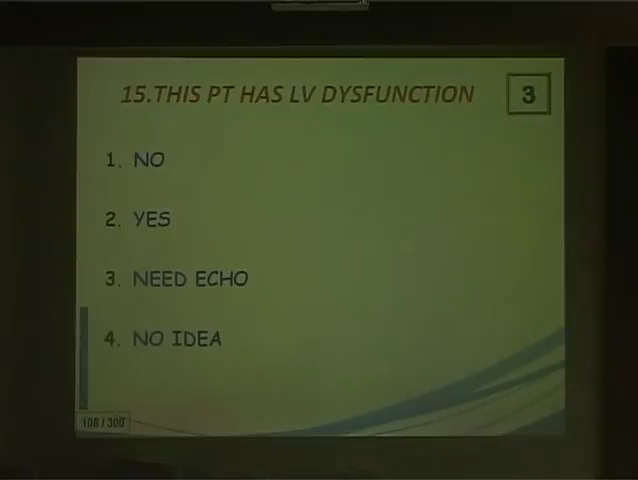 15.THIS PT HAS LV DYSFUNCTION
3
1. NO
2. YES
3. NEED ECHO
4. NO IDEA
108 / 300